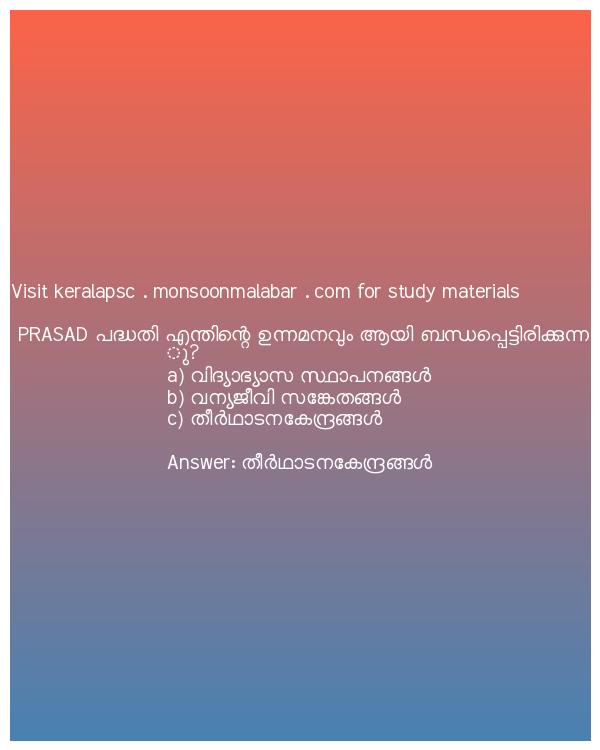 Visit keralapsc . monsoonmalabar . com for study materials
PRASAD പദ്ധതി എന്തിന്റെ ഉന്നമനവും ആയി ബന്ധപ്പെട്ടിരിക്കുന്ന
ു?
a) വിദ്യാഭ്യാസ സ്ഥാപനങ്ങൾ
b) വന്യജീവി സങ്കേതങ്ങൾ
c) തീർഥാടനകേന്ദ്രങ്ങൾ
Answer: തീർഥാടനകേന്ദ്രങ്ങൾ